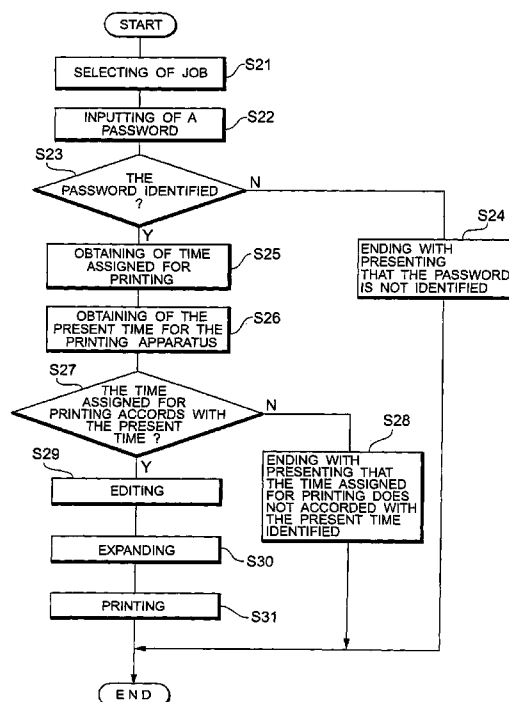 START
SELECTING OF JOB
S21
INPUTTING OF A
PASSWORD
S22
S23
THE
PASSWORD IDENTIFIED
?
N
Y
S24
ENDING WITH
PRESENTING
THAT THE PASSWORD
IS NOT IDENTIFIED
OBTAINING OF TIME
ASSIGNED FOR
PRINTING
S25
OBTAINING OF THE
PRESENT TIME FOR THE
PRINTING APPARATUS
S26
S27
THE TIME
ASSIGNED FOR
PRINTING ACCORDS WITH
THE PRESENT
TIME ?
N
Y
S28
ENDING WITH
PRESENTING THAT
THE TIME ASSIGNED
FOR PRINTING DOES
NOT ACCORDED WITH
THE PRESENT TIME
IDENTIFIED
S29
EDITING
EXPANDING
S30
PRINTING
S31
END